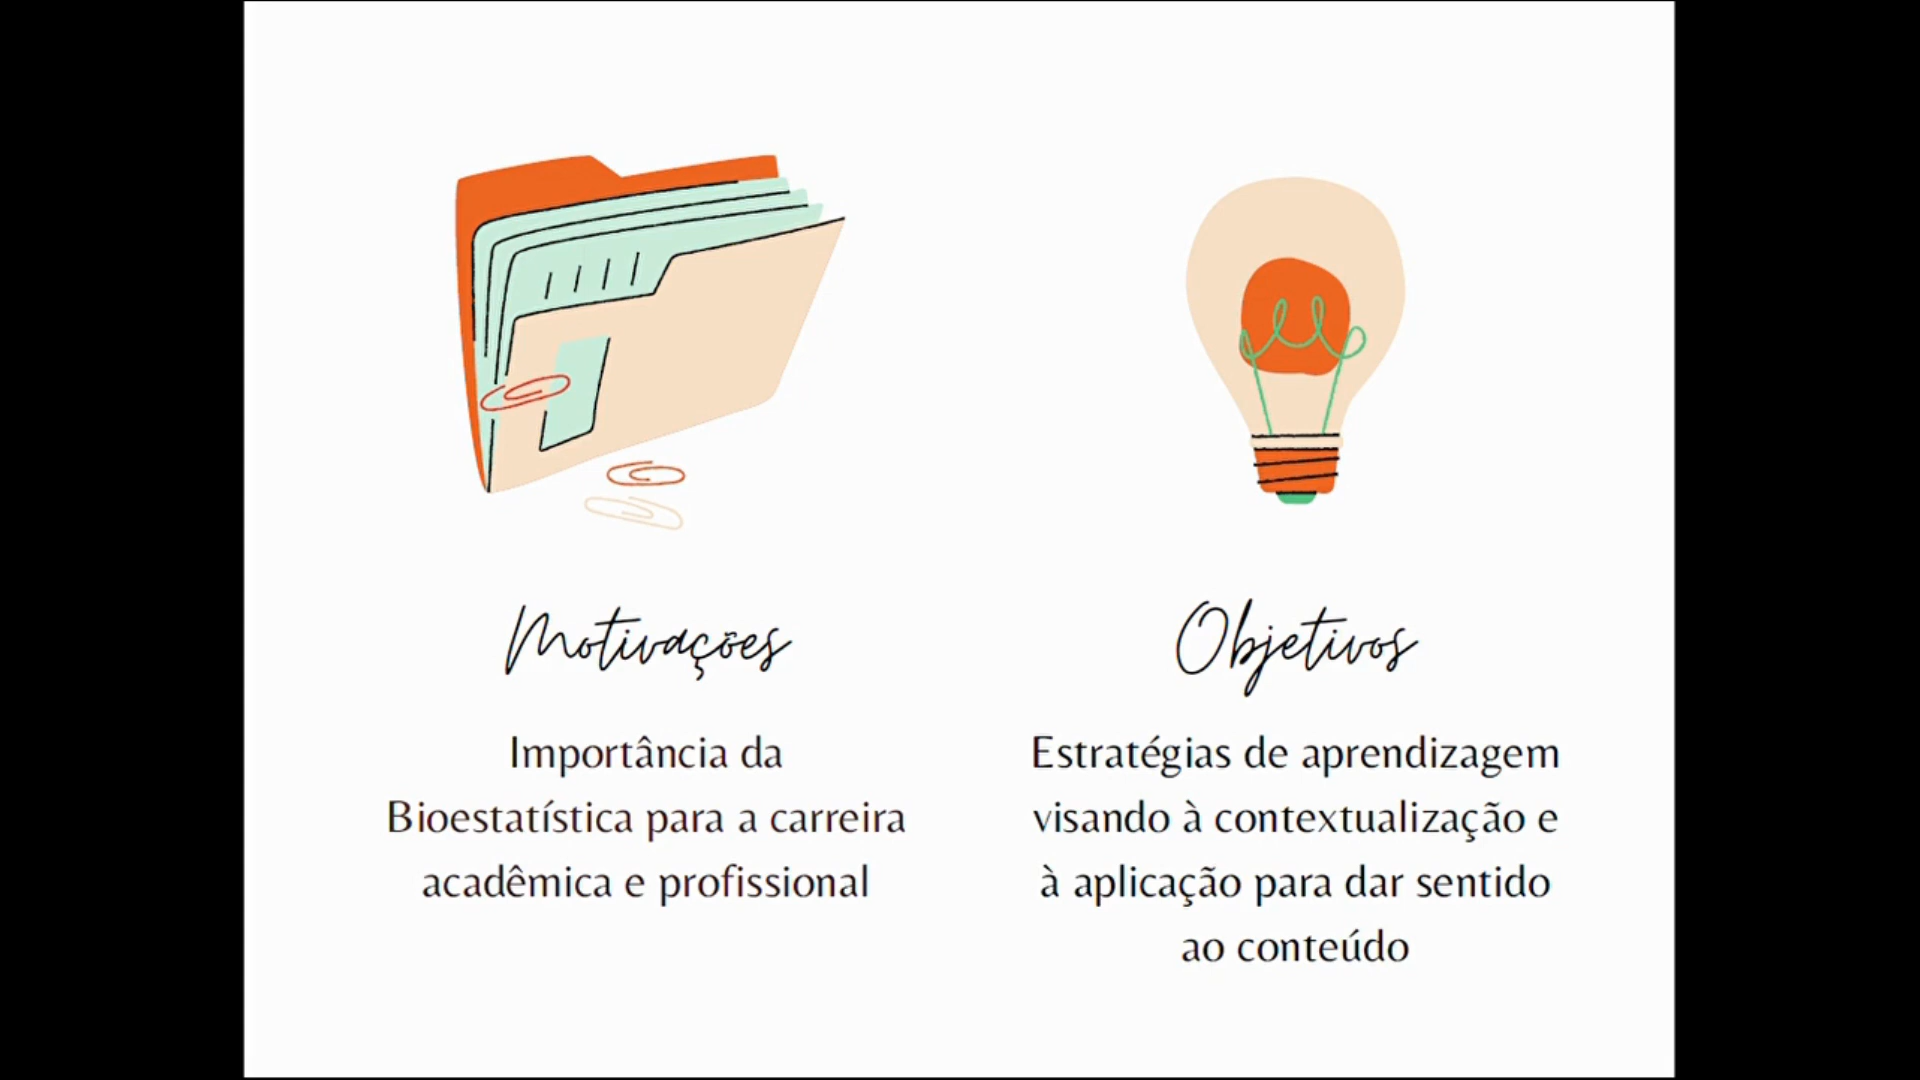 Motivações
Importância da
Bioestatística para a carreira
acadêmica e profissional
Objetivos
Estratégias de aprendizagem
visando à contextualização e
à aplicação para dar sentido
ao conteúdo